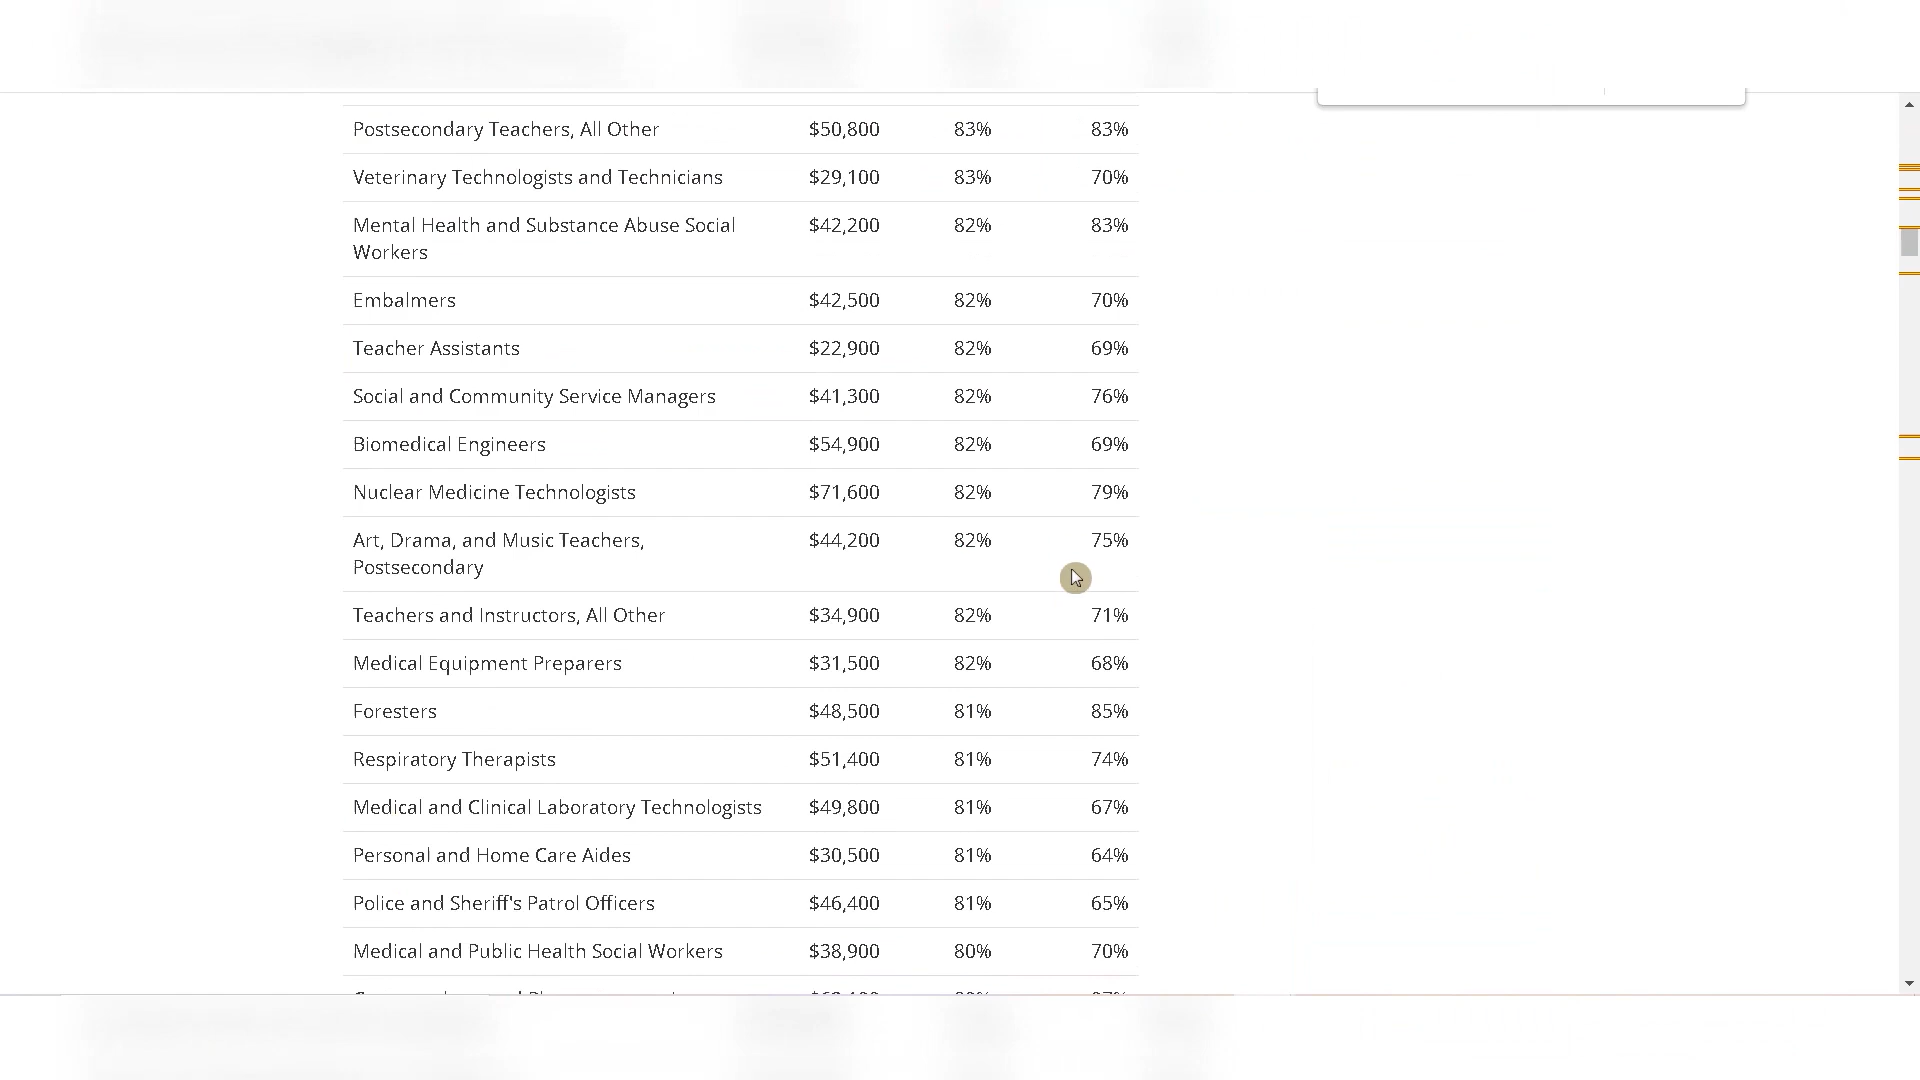 Postsecondary Teachers, All Other $50,800 83% 83%
Veterinary Technologists and Technicians $29,100 83% 70%
Mental Health and Substance Abuse Social $42,200 82% 83%
Workers
Embalmers $42,500 82% 70%
Teacher Assistants $22,900 82% 69%
Social and Community Service Managers $41,300 82% 76%
Biomedical Engineers $54,900 82% 69%
Nuclear Medicine Technologists $71,600 82% 79%
Art, Drama, and Music Teachers, $44,200 82% 75%
Postsecondary
Teachers and Instructors, All Other $34,900 82% 71%
Medical Equipment Preparers $31,500 82% 68%
Foresters $48,500 81% 85%
Respiratory Therapists $51,400 81% 74%
Medical and Clinical Laboratory Technologists $49,800 81% 67%
Personal and Home Care Aides $30,500 81% 64%
Police and Sheriff's Patrol Officers $46,400 81% 65%
Medical and Public Health Social Workers $38,900 80% 70%